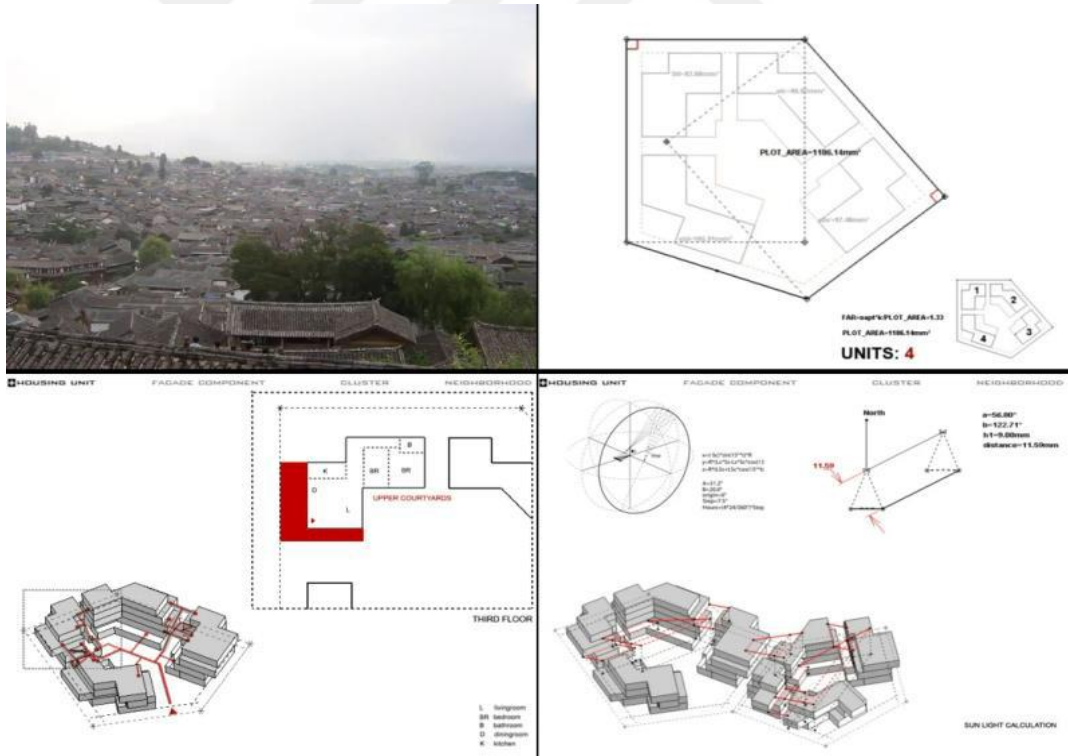 PLOT_AREA=1186.14mm²
1
2
3
4
FAR=sapt*k/PLOT_AREA=1.33
PLOT_AREA=1186.14mm²
UNITS: 4
HOUSING UNIT FACADE COMPONENT CLUSTER NEIGHBORHOOD
B
K
BR
BR
D
UPPER COURTYARDS
L
THIRD FLOOR
L livingroom
BR bedroom
B bathroom
D diningroom
K kitchen
HOUSING UNIT FACADE COMPONENT CLUSTER NEIGHBORHOOD
North
a=56.80°
b=122.71°
h1=9.00mm
distance=11.59mm
11.59
SUN LIGHT CALCULATION